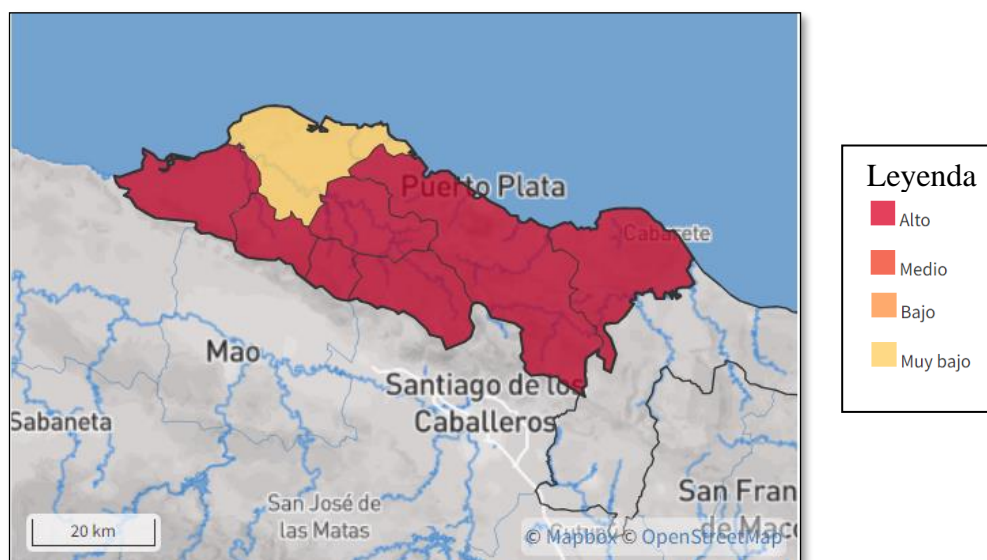 Puerto Plata
Cabarete
Mao
Santiago de los
Caballeros
Sabaneta
San José de
las Matas
San Fran
de Maco
20 km
© Mapbox © OpenStreetMap
Leyenda
Alto
Medio
Bajo
Muy bajo